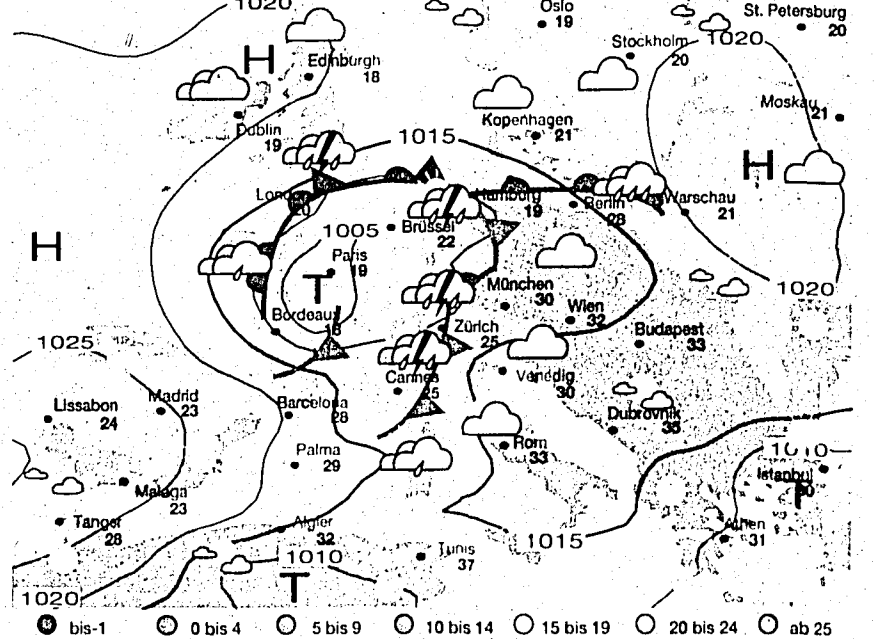 1020
Oslo
19
St. Petersburg
20
Stockholm
20
1020
H
Edinburgh
18
Moskau
21
Dublin
19
Kopenhagen
21
1015
H
London
20
Hamburg
19
Berlin
28
Warschau
21
Brüssel
22
1005
H
Paris
19
T
München
30
1020
Bordeaux
Wien
32
Zürich
25
Budapest
33
1025
Cannes
25
Venedig
30
Madrid
23
Lissabon
24
Barcelona
28
Dubrovnik
35
Rom
33
Palma
29
1010
Istanbul
30
T
Malaga
23
Tanger
28
Algier
32
Athen
31
1015
Tunis
37
1010
T
1020
bis-1 0 bis 4 5 bis 9 10 bis 14 15 bis 19 20 bis 24 ab 25